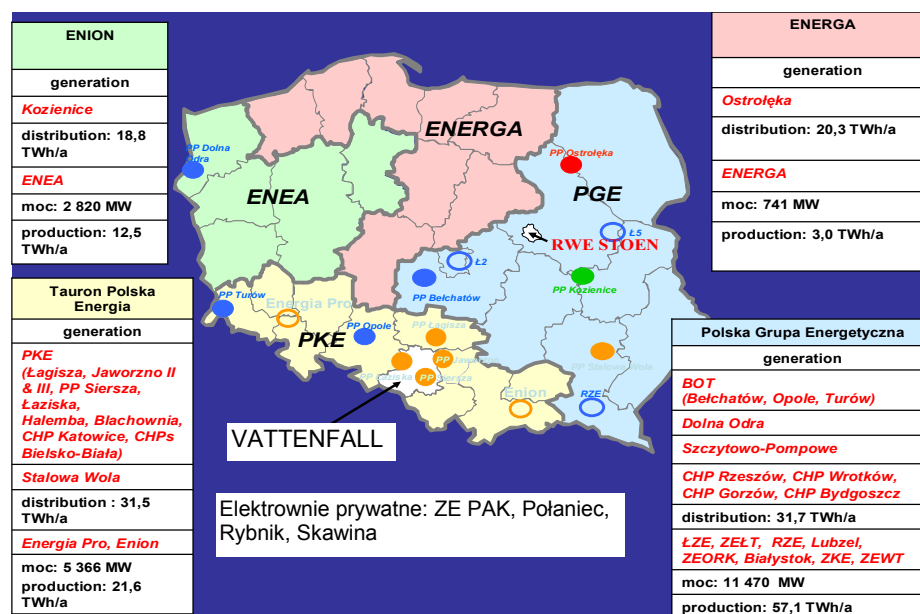 ENION
generation
Kozienice
distribution: 18,8
TWh/a
ENEA
moc: 2 820 MW
production: 12,5
TWh/a
ENERGA
generation
Ostrołęka
distribution: 20,3 TWh/a
ENERGA
moc: 741 MW
production: 3,0 TWh/a
ENERGA
PP Dolna
Odra
PP Ostrołęka
ENEA
PGE
Ł5
RWE STOEN
Ł2
PP Bełchatów
PP Kozienice
PP Turów
Energia Pro
PP Opole
PP Łagisza
PKE
PP Jaworzno
PP Łaziska
PP Siersza
PP Stalowa Wola
Enion
RZE
VATTENFALL
Elektrownie prywatne: ZE PAK, Połaniec,
Rybnik, Skawina
Tauron Polska
Energia
generation
PKE
(Łagisza, Jaworzno II
& III, PP Siersza,
Łaziska,
Halemba, Blachownia,
CHP Katowice, CHPs
Bielsko-Biała)
Stalowa Wola
distribution : 31,5
TWh/a
Energia Pro, Enion
moc: 5 366 MW
production: 21,6
TWh/a
Polska Grupa Energetyczna
generation
BOT
(Bełchatów, Opole, Turów)
Dolna Odra
Szczytowo-Pompowe
CHP Rzeszów, CHP Wrotków,
CHP Gorzów, CHP Bydgoszcz
distribution: 31,7 TWh/a
ŁZE, ZEŁT, RZE, Lubzel,
ZEORK, Białystok, ZKE, ZEWT
moc: 11 470 MW
production: 57,1 TWh/a